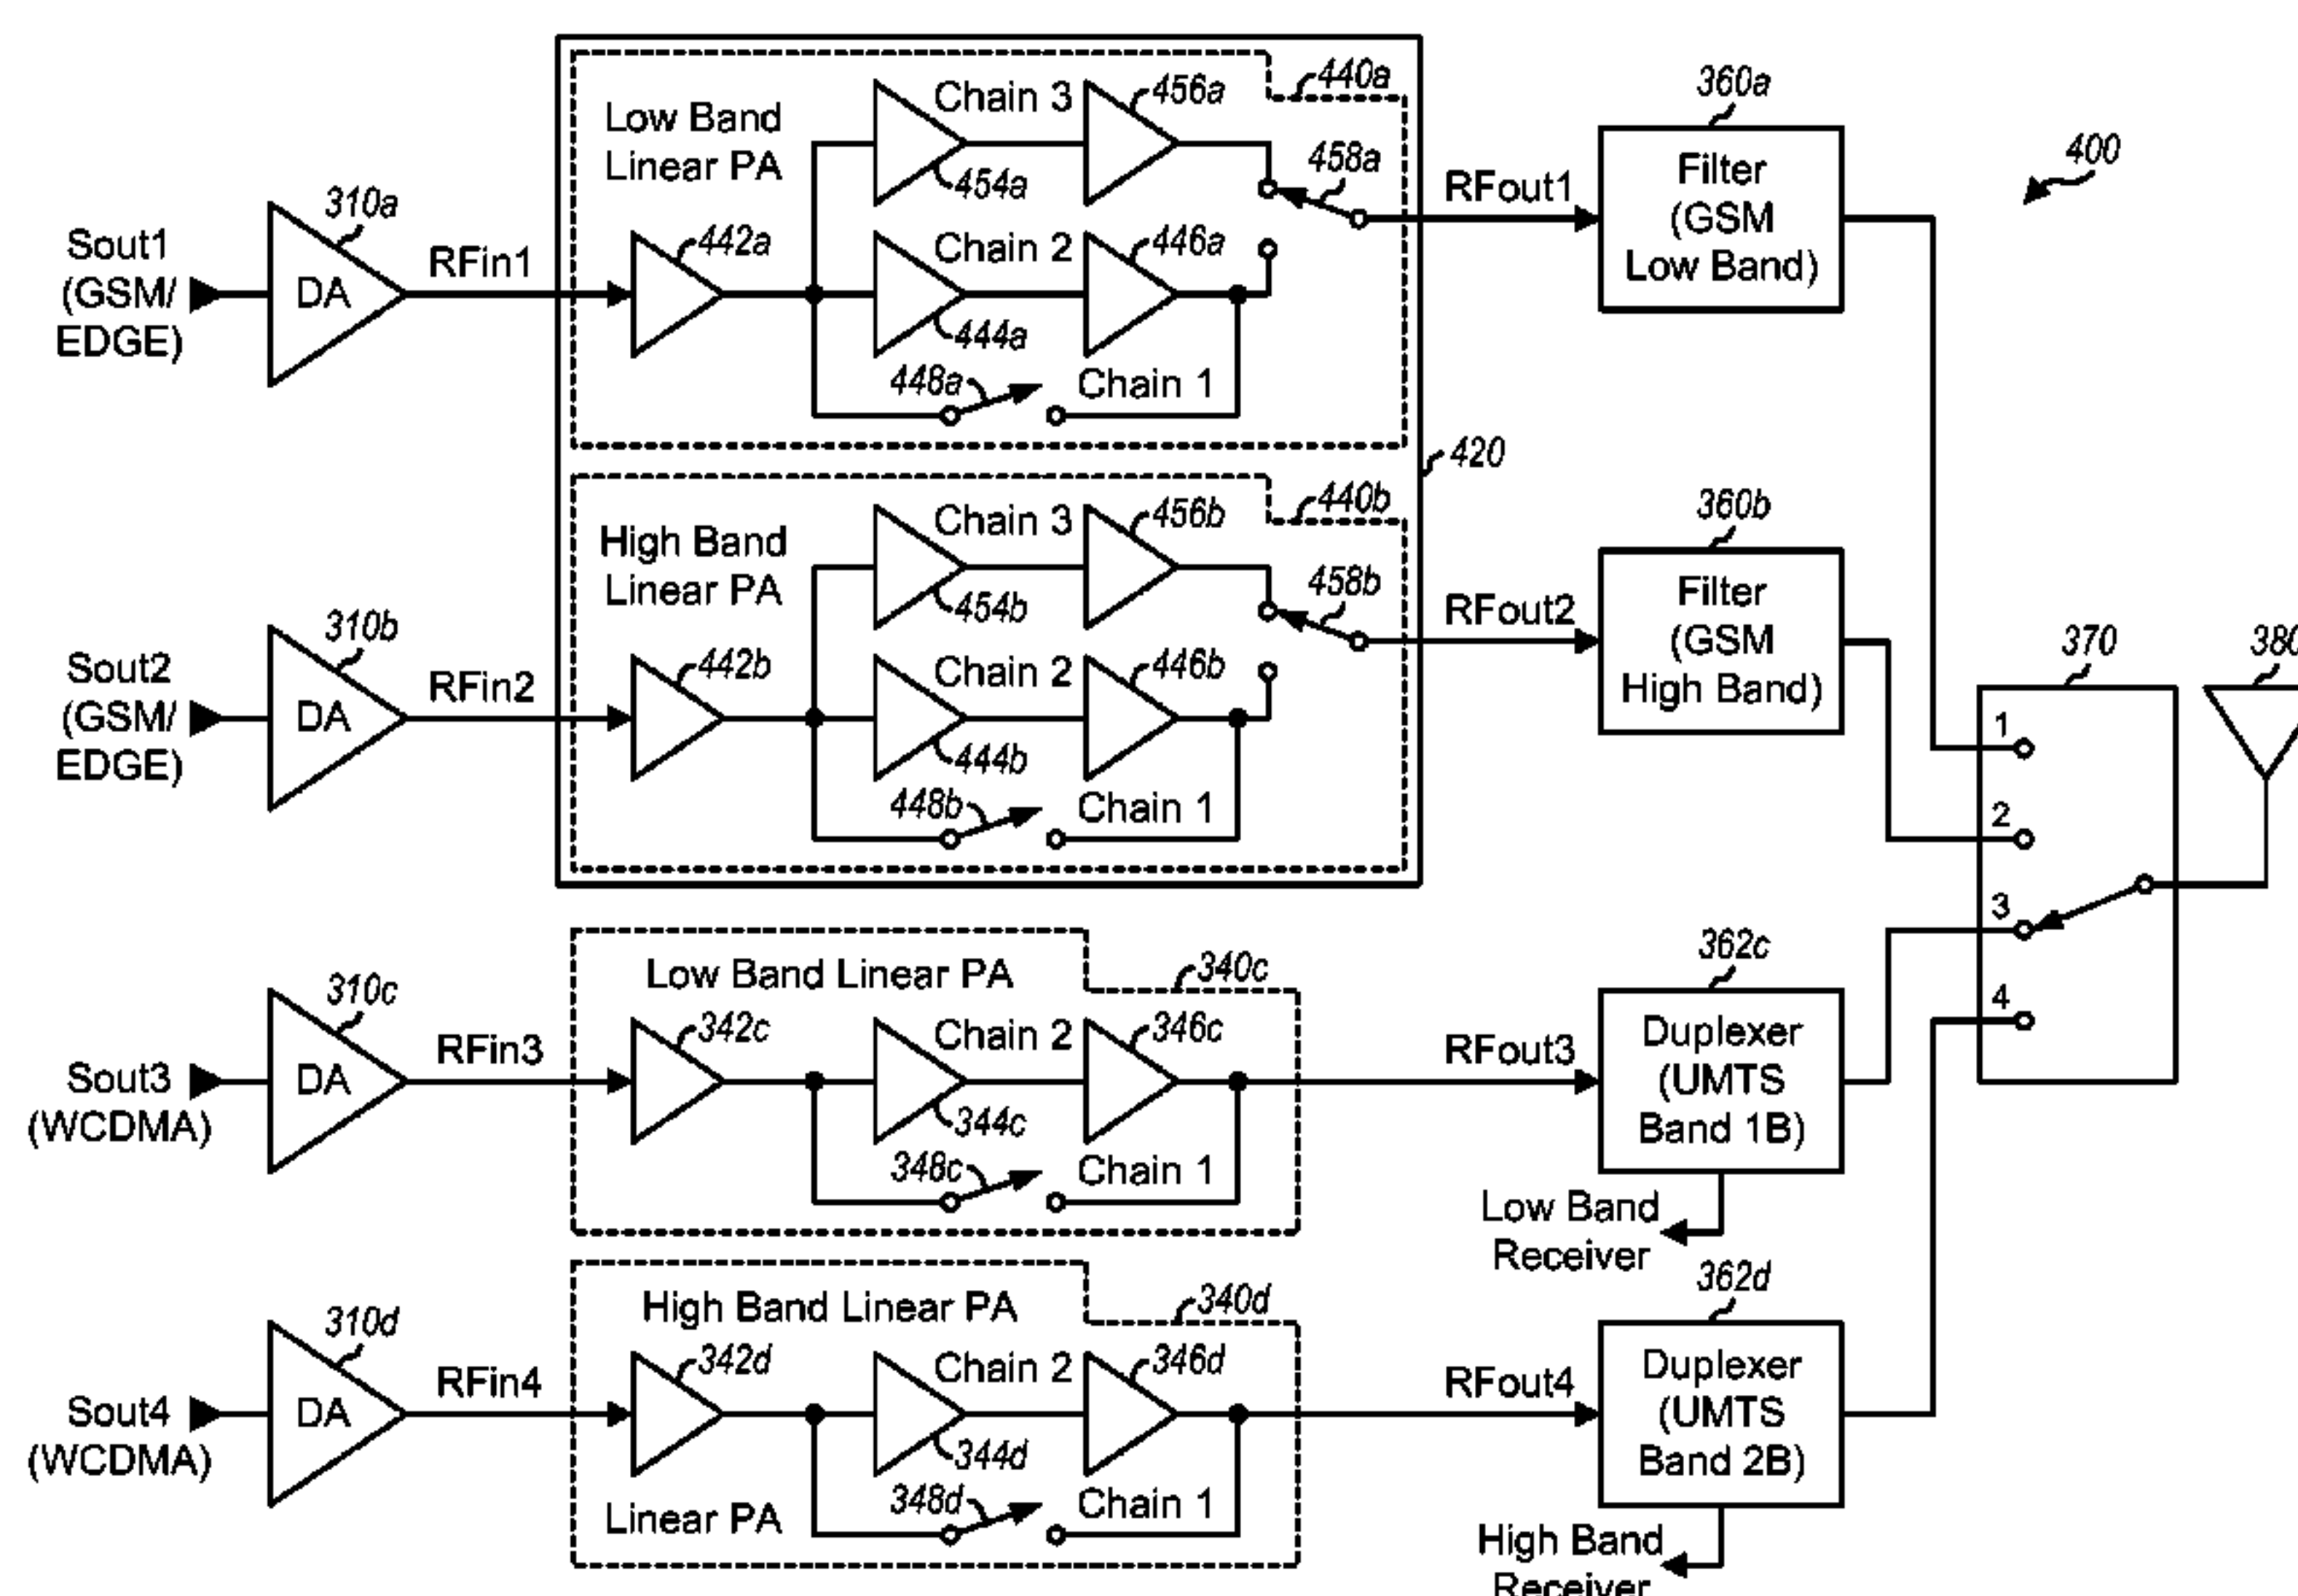 Sout1
(GSM/
EDGE)
310a
DA
RFin1
Low Band
Linear PA
442a
Chain 3
454a
456a
Chain 2
444a
446a
448a
Chain 1
440a
458a
RFout1
360a
Filter
(GSM
Low Band)
400
420
Sout2
(GSM/
EDGE)
310b
DA
RFin2
High Band
Linear PA
442b
Chain 3
454b
456b
Chain 2
444b
446b
448b
Chain 1
440b
458b
RFout2
360b
Filter
(GSM
High Band)
370
380
1
2
3
4
Sout3
(WCDMA)
310c
DA
RFin3
Low Band Linear PA
340c
342c
Chain 2
344c
346c
348c
Chain 1
RFout3
362c
Duplexer
(UMTS
Band 1B)
Low Band
Receiver
Sout4
(WCDMA)
310d
DA
RFin4
High Band Linear PA
340d
342d
Chain 2
344d
346d
348d
Chain 1
Linear PA
RFout4
362d
Duplexer
(UMTS
Band 2B)
High Band
Receiver